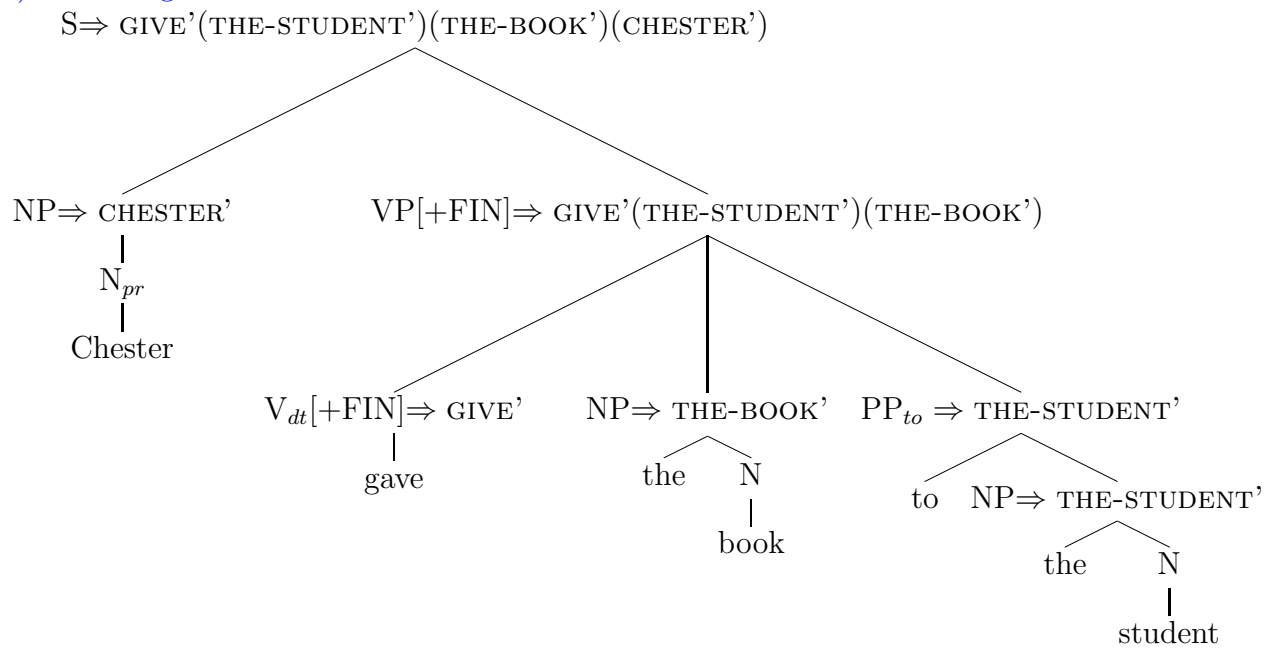 S⇒ GIVE'(THE-STUDENT')(THE-BOOK')(CHESTER')
NP⇒ CHESTER' VP[+FIN]⇒ GIVE'(THE-STUDENT')(THE-BOOK')
N_pr
Chester
V_dt[+FIN]⇒ GIVE' NP⇒ THE-BOOK' PP_to ⇒ THE-STUDENT'
gave the N
to NP⇒ THE-STUDENT'
book
the N
student